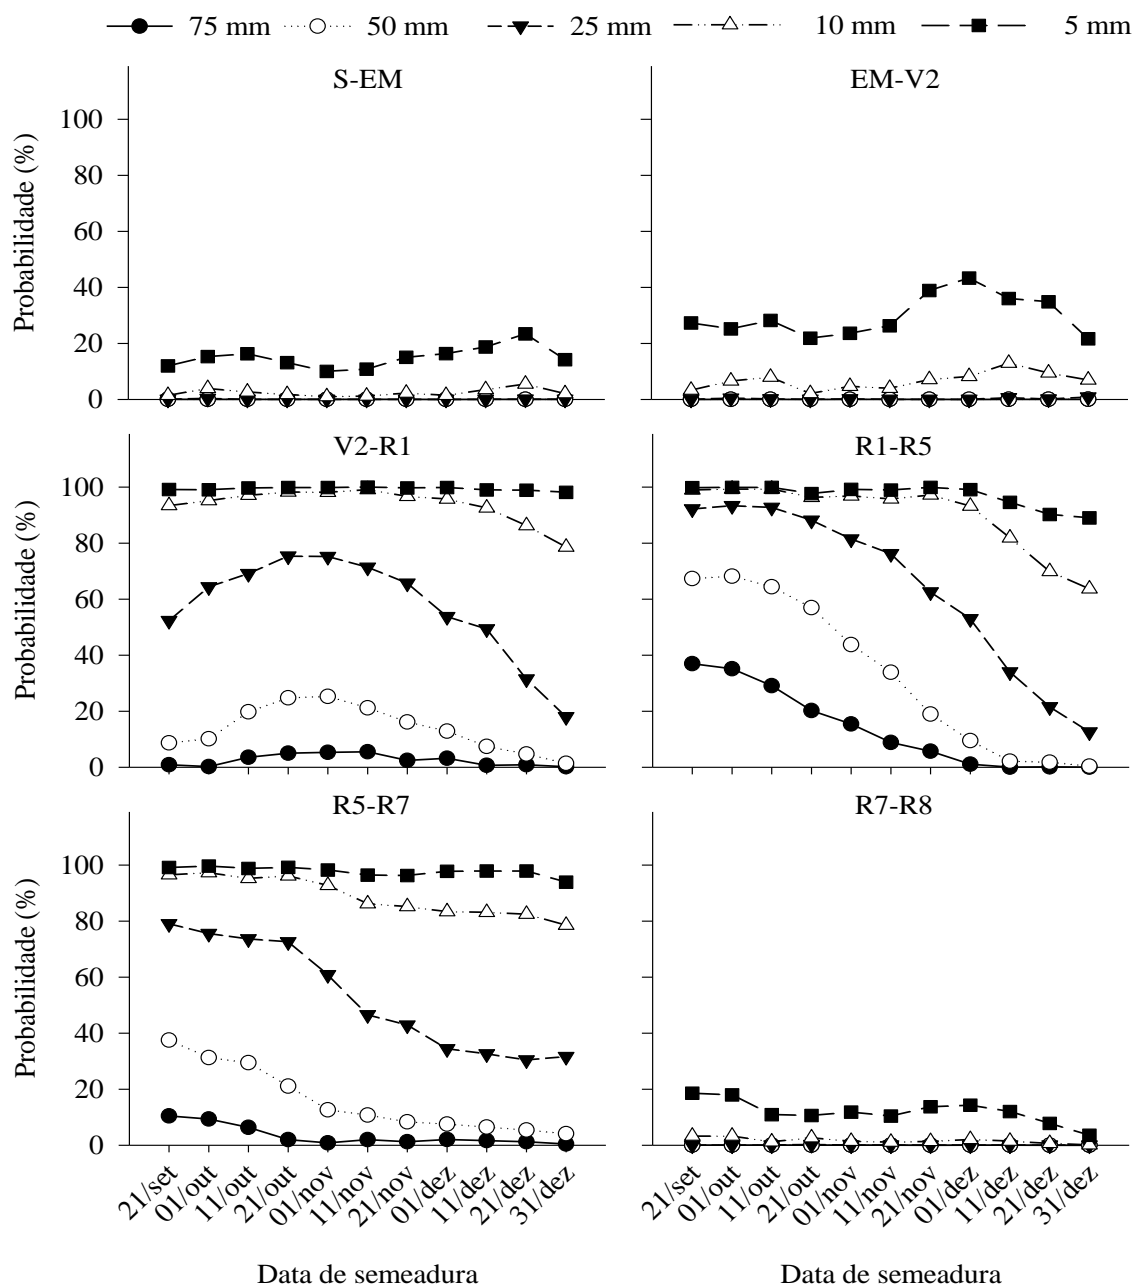 75 mm 50 mm 25 mm 10 mm 5 mm
S-EM EM-V2
Probabilidade (%)
100
80
60
40
20
0
V2-R1 R1-R5
Probabilidade (%)
100
80
60
40
20
0
R5-R7 R7-R8
Probabilidade (%)
100
80
60
40
20
0
21/set 01/out 11/out 21/out 01/nov 11/nov 21/nov 01/dez 11/dez 21/dez 31/dez
21/set 01/out 11/out 21/out 01/nov 11/nov 21/nov 01/dez 11/dez 21/dez 31/dez
Data de semeadura Data de semeadura